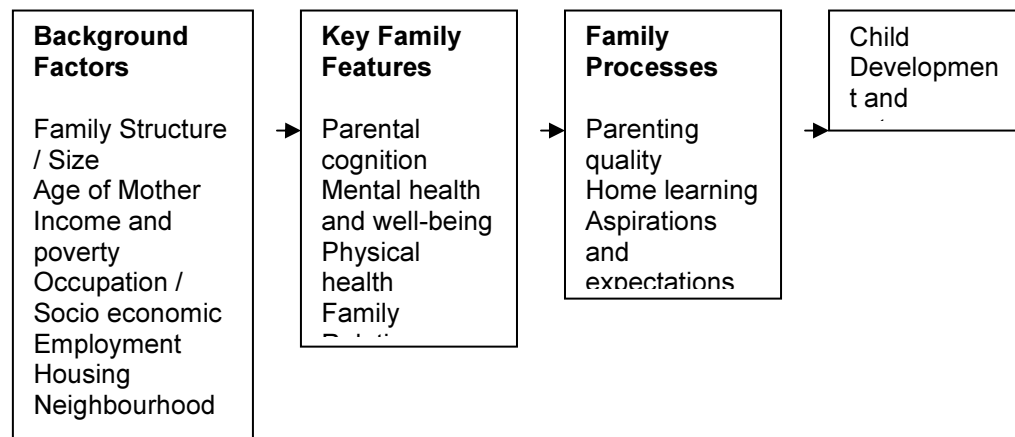 Background
Factors
Family Structure
/ Size
Age of Mother
Income and
poverty
Occupation /
Socio economic
Employment
Housing
Neighbourhood
Key Family
Features
Parental
cognition
Mental health
and well-being
Physical
health
Family
Family
Processes
Parenting
quality
Home learning
Aspirations
and
expectations
Child
Developmen
t and